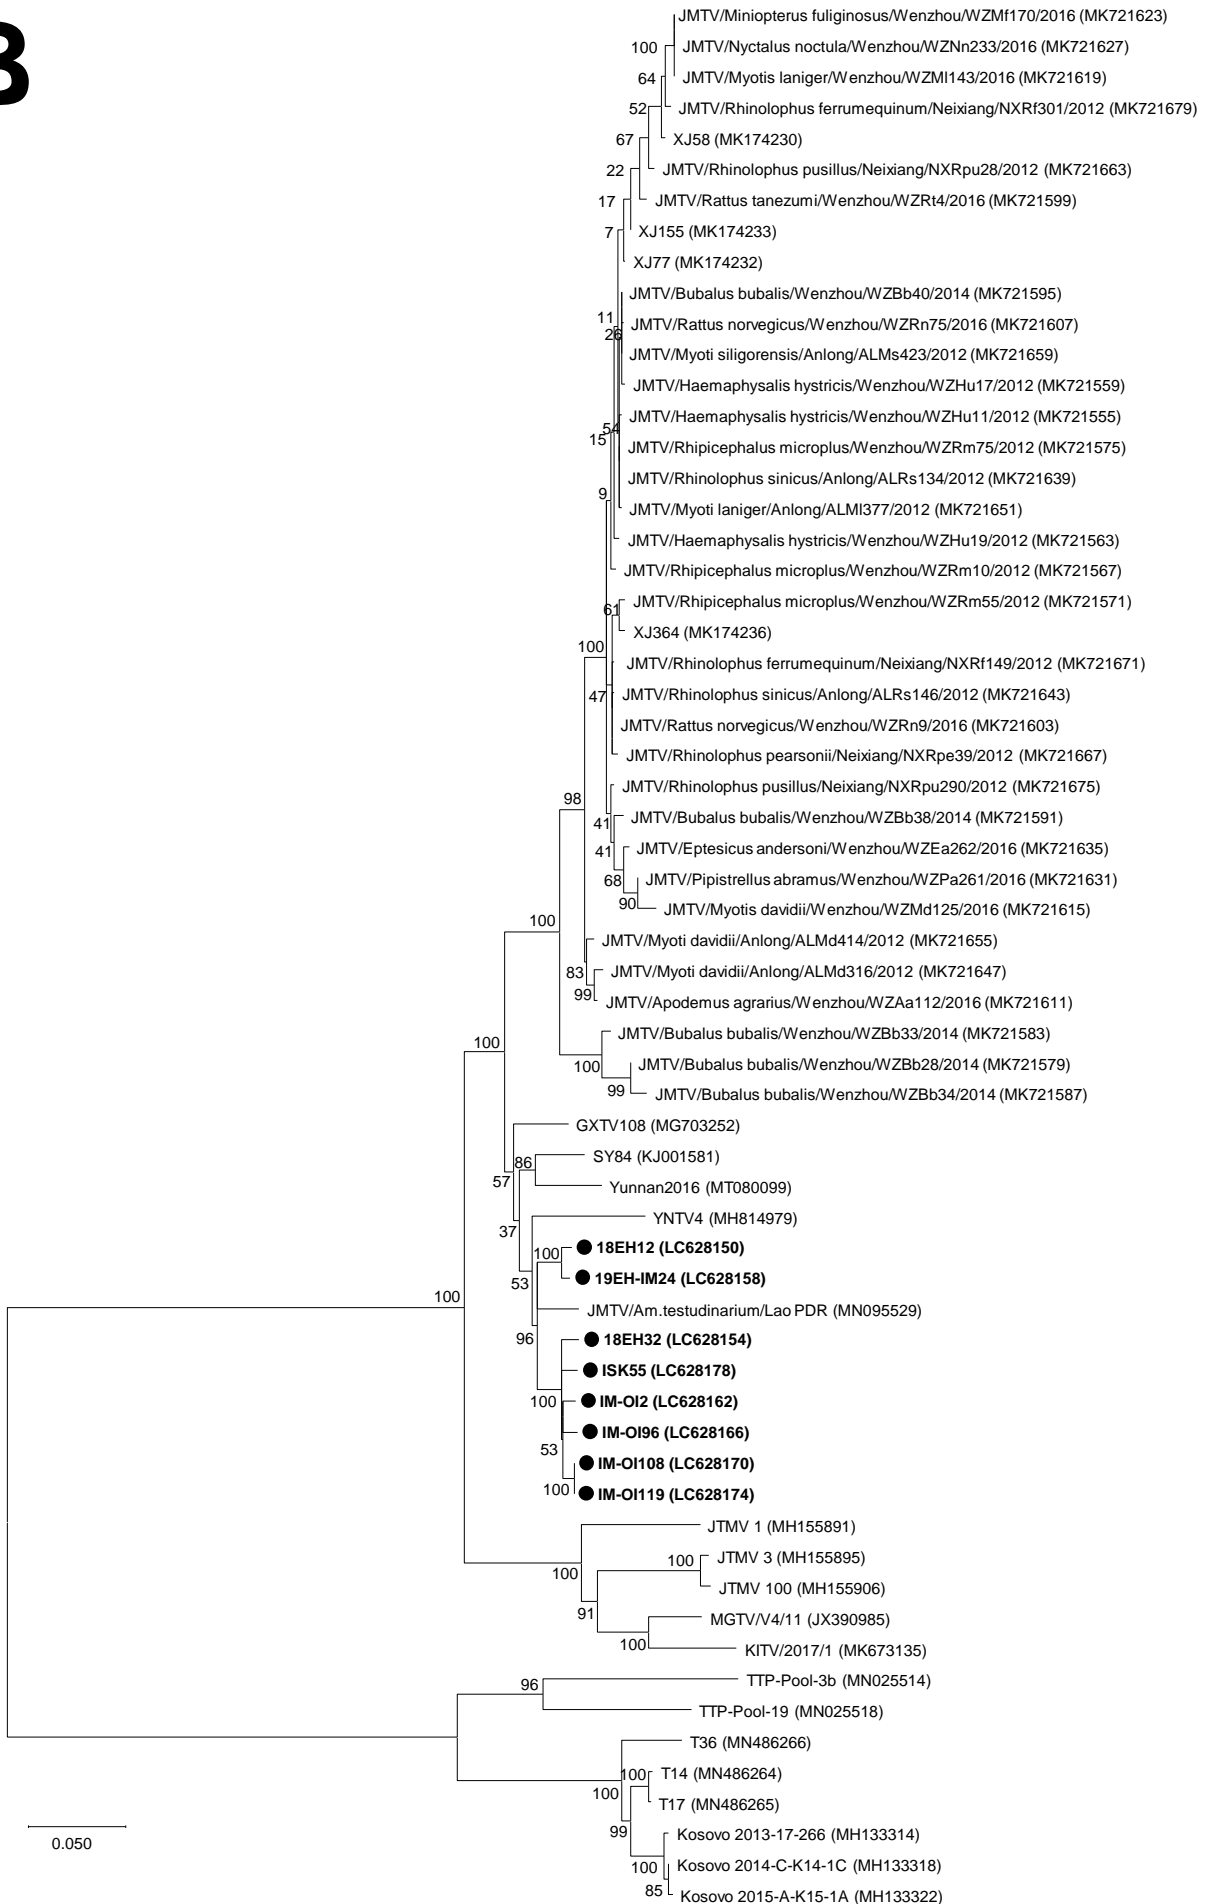 B
JMTV/Miniopterus fuliginosus/Wenzhou/WZMf170/2016 (MK721623)
100
JMTV/Nyctalus noctula/Wenzhou/WZNn233/2016 (MK721627)
64
JMTV/Myotis laniger/Wenzhou/WZMl143/2016 (MK721619)
52
JMTV/Rhinolophus ferrumequinum/Neixiang/NXRf301/2012 (MK721679)
67
XJ58 (MK174230)
22
JMTV/Rhinolophus pusillus/Neixiang/NXRpu28/2012 (MK721663)
17
JMTV/Rattus tanezumi/Wenzhou/WZRt4/2016 (MK721599)
7
XJ155 (MK174233)
XJ77 (MK174232)
JMTV/Bubalus bubalis/Wenzhou/WZBb40/2014 (MK721595)
11
JMTV/Rattus norvegicus/Wenzhou/WZRn75/2016 (MK721607)
26
JMTV/Myoti siligorensis/Anlong/ALMs423/2012 (MK721659)
JMTV/Haemaphysalis hystricis/Wenzhou/WZHu17/2012 (MK721559)
JMTV/Haemaphysalis hystricis/Wenzhou/WZHu11/2012 (MK721555)
54
15
JMTV/Rhipicephalus microplus/Wenzhou/WZRm75/2012 (MK721575)
JMTV/Rhinolophus sinicus/Anlong/ALRs134/2012 (MK721639)
9
JMTV/Myoti laniger/Anlong/ALMl377/2012 (MK721651)
JMTV/Haemaphysalis hystricis/Wenzhou/WZHu19/2012 (MK721563)
JMTV/Rhipicephalus microplus/Wenzhou/WZRm10/2012 (MK721567)
JMTV/Rhipicephalus microplus/Wenzhou/WZRm55/2012 (MK721571)
61
XJ364 (MK174236)
100
JMTV/Rhinolophus ferrumequinum/Neixiang/NXRf149/2012 (MK721671)
47
JMTV/Rhinolophus sinicus/Anlong/ALRs146/2012 (MK721643)
JMTV/Rattus norvegicus/Wenzhou/WZRn9/2016 (MK721603)
JMTV/Rhinolophus pearsonii/Neixiang/NXRpe39/2012 (MK721667)
JMTV/Rhinolophus pusillus/Neixiang/NXRpu290/2012 (MK721675)
98
41
JMTV/Bubalus bubalis/Wenzhou/WZBb38/2014 (MK721591)
41
JMTV/Eptesicus andersoni/Wenzhou/WZEa262/2016 (MK721635)
68
JMTV/Pipistrellus abramus/Wenzhou/WZPa261/2016 (MK721631)
90
JMTV/Myotis davidii/Wenzhou/WZMd125/2016 (MK721615)
100
JMTV/Myoti davidii/Anlong/ALMd414/2012 (MK721655)
83
JMTV/Myoti davidii/Anlong/ALMd316/2012 (MK721647)
99
JMTV/Apodemus agrarius/Wenzhou/WZAa112/2016 (MK721611)
JMTV/Bubalus bubalis/Wenzhou/WZBb33/2014 (MK721583)
100
100
JMTV/Bubalus bubalis/Wenzhou/WZBb28/2014 (MK721579)
99
JMTV/Bubalus bubalis/Wenzhou/WZBb34/2014 (MK721587)
GXTV108 (MG703252)
86
SY84 (KJ001581)
57
Yunnan2016 (MT080099)
37
YNTV4 (MH814979)
100
18EH12 (LC628150)
53
19EH-IM24 (LC628158)
100
JMTV/Am.testudinarium/Lao PDR (MN095529)
96
18EH32 (LC628154)
ISK55 (LC628178)
100
IM-OI2 (LC628162)
IM-OI96 (LC628166)
53
IM-OI108 (LC628170)
100
IM-OI119 (LC628174)
JTMV 1 (MH155891)
100
100
JTMV 3 (MH155895)
JTMV 100 (MH155906)
91
MGTV/V4/11 (JX390985)
100
KITV/2017/1 (MK673135)
96
TTP-Pool-3b (MN025514)
TTP-Pool-19 (MN025518)
T36 (MN486266)
100
T14 (MN486264)
100
T17 (MN486265)
99
Kosovo 2013-17-266 (MH133314)
0.050
100
Kosovo 2014-C-K14-1C (MH133318)
85
Kosovo 2015-A-K15-1A (MH133322)